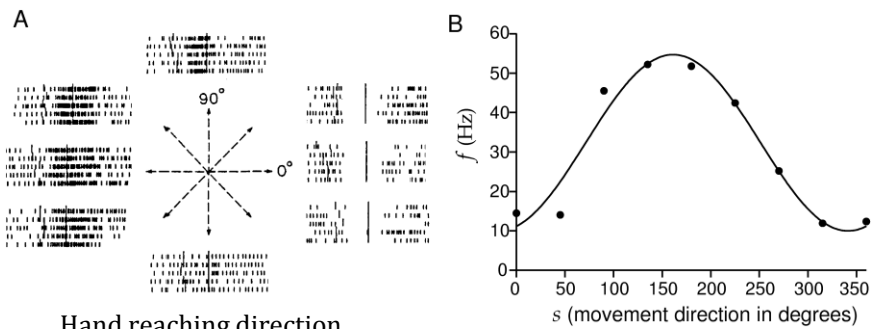 A
90°
0°
Hand reaching direction
B
60
50
40
30
20
10
0
f (Hz)
0 50 100 150 200 250 300 350
s (movement direction in degrees)